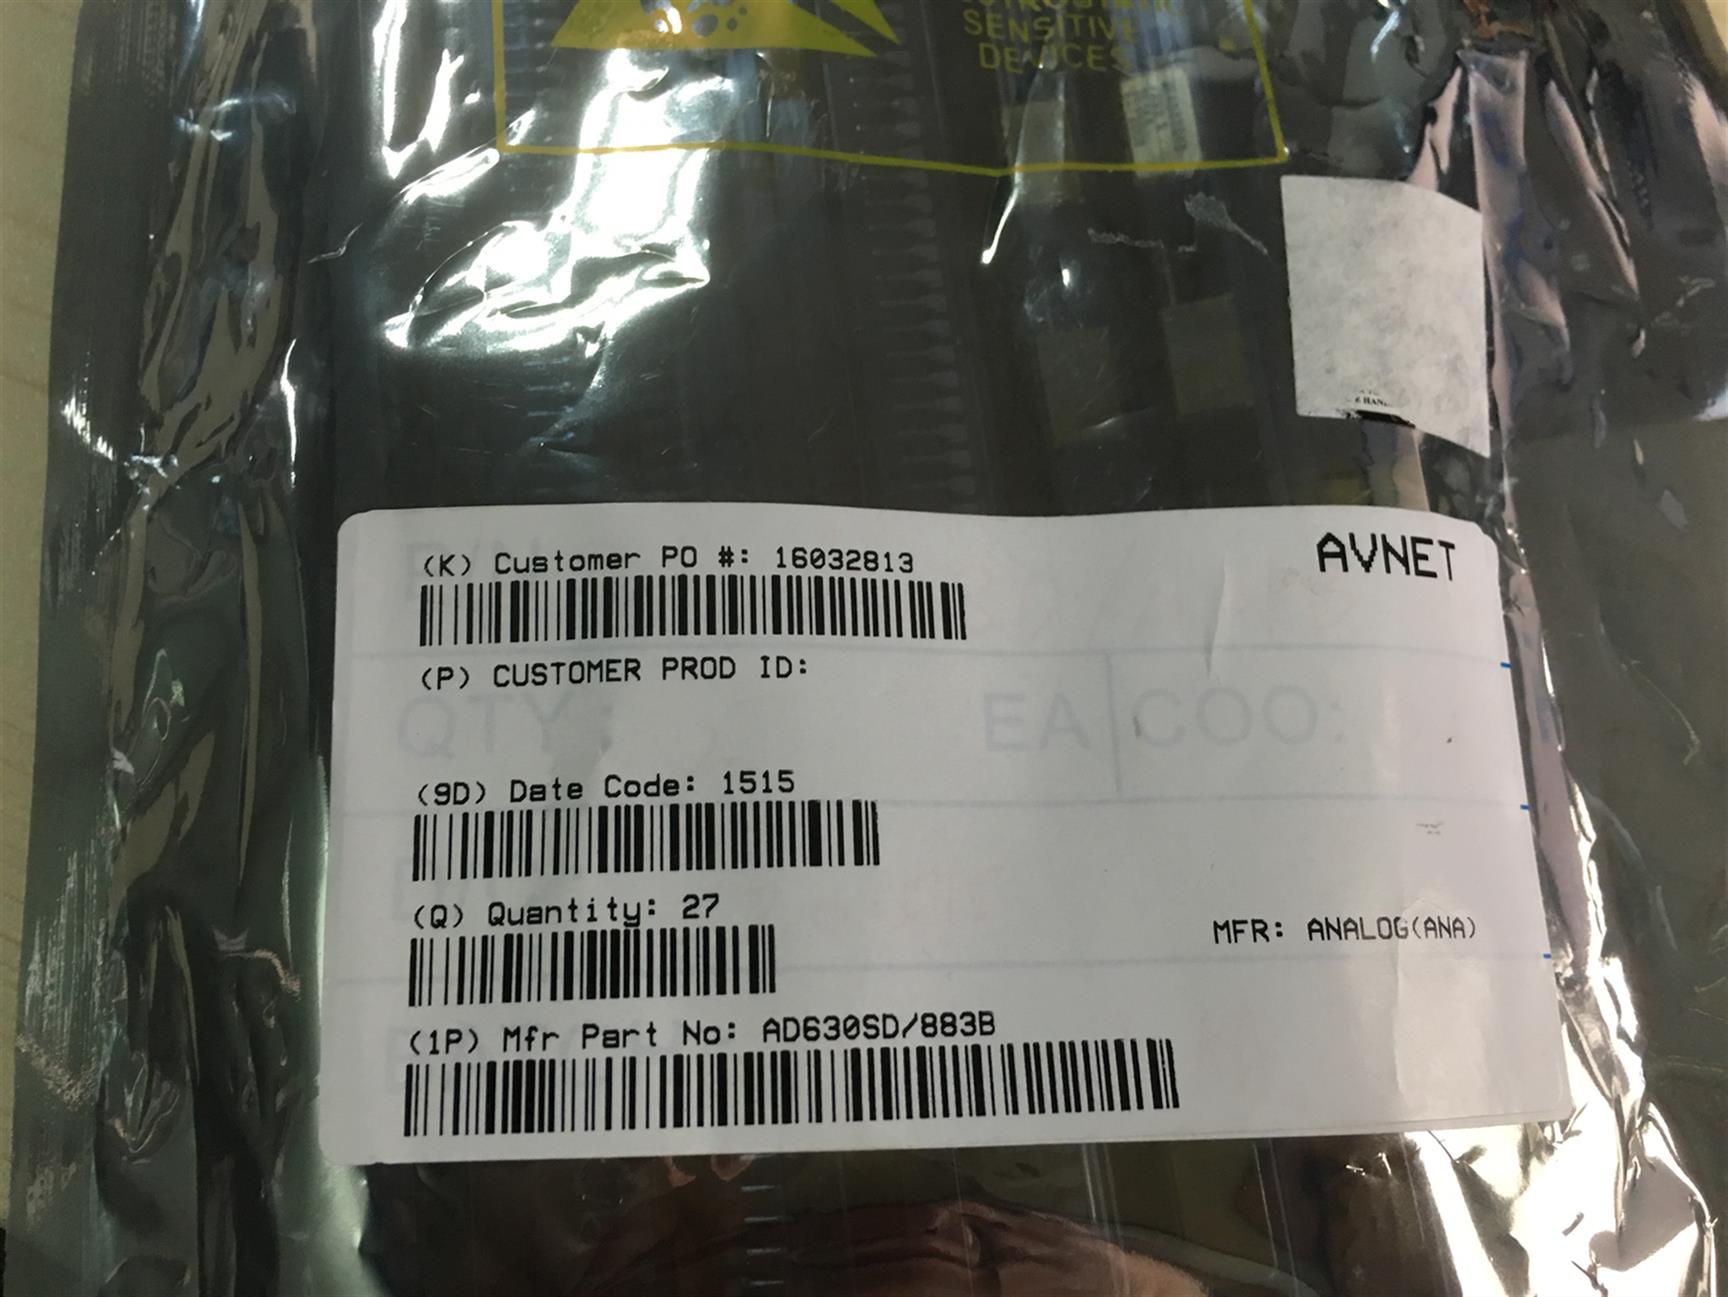 SENSITIVE
DEVICES
AVNET
(K) Customer PO #: 16032813
(P) CUSTOMER PROD ID:
QTY:
EA
COO:
(9D) Date Code: 1515
(Q) Quantity: 27
MFR: ANALOG(ANA)
(1P) Mfr Part No: AD630SD/883B